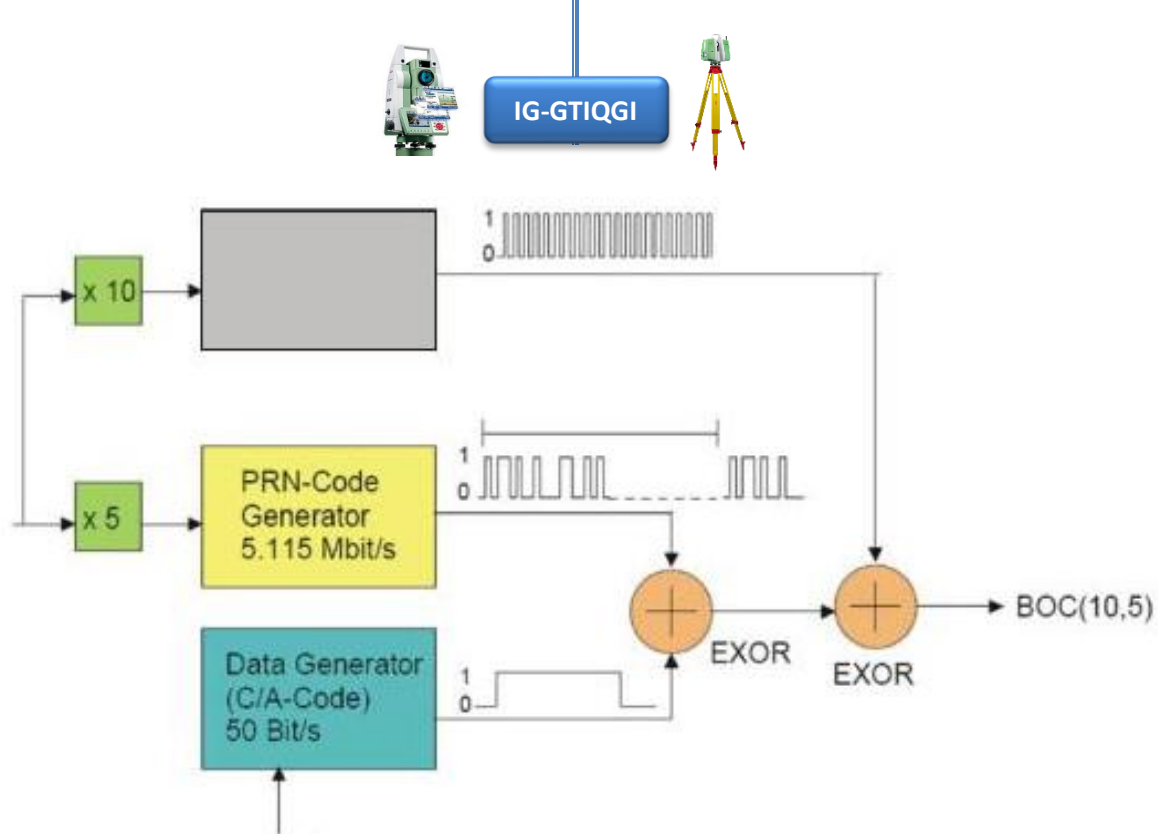 IG-GTIQGI
1
0
x 10
PRN-Code
Generator
5.115 Mbit/s
1
0
x 5
BOC(10,5)
EXOR
EXOR
Data Generator
(C/A-Code)
50 Bit/s
1
0